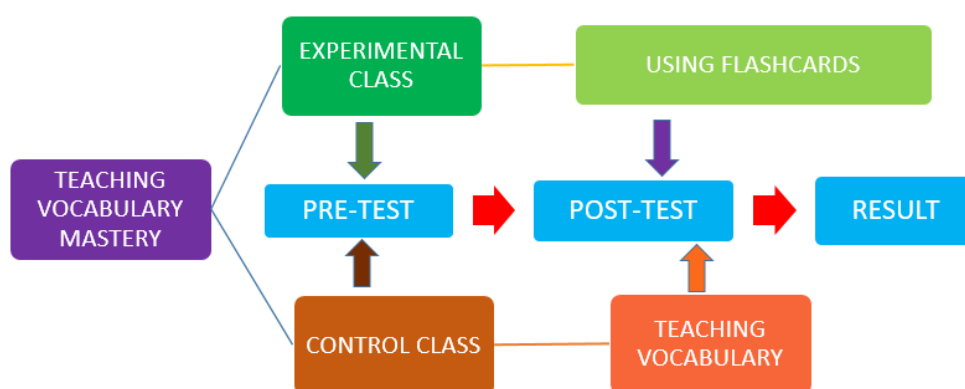 EXPERIMENTAL
CLASS
USING FLASHCARDS
TEACHING
VOCABULARY
MASTERY
PRE-TEST
POST-TEST
RESULT
CONTROL CLASS
TEACHING
VOCABULARY